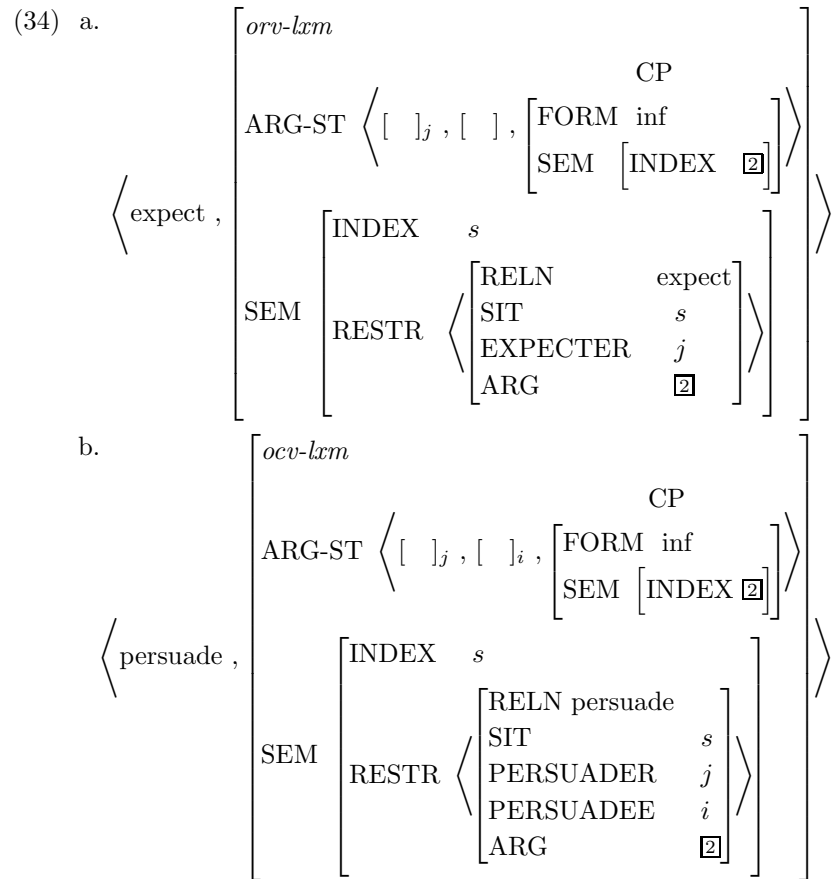 (34) a.
orv-lxm
CP
ARG-ST ⟨ [ ]j , [ ] , [FORM inf
SEM [INDEX 2]] ⟩
⟨ expect ,
INDEX s
RELN expect
SIT s
SEM
RESTR
EXPECTER j
ARG 2
b.
ocv-lxm
CP
ARG-ST ⟨ [ ]j , [ ]i , [FORM inf
SEM [INDEX 2]] ⟩
⟨ persuade ,
INDEX s
RELN persuade
SIT s
SEM
RESTR
PERSUADER j
PERSUADEE i
ARG 2